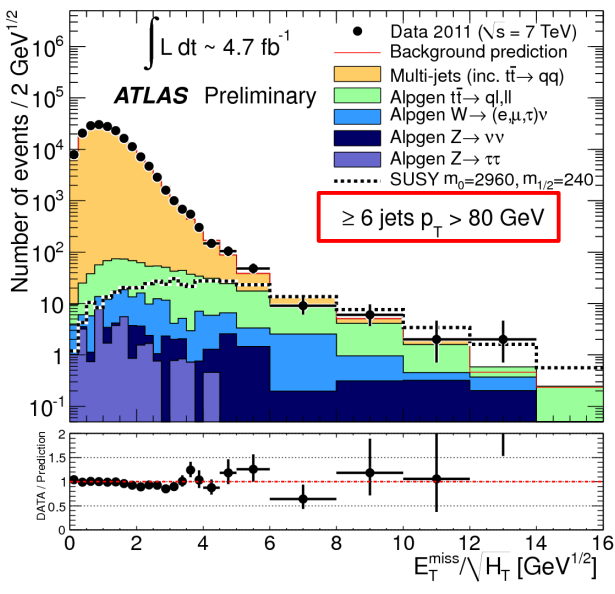 ∫ L dt ~ 4.7 fb⁻¹
ATLAS Preliminary
Data 2011 (√s = 7 TeV)
Background prediction
Multi-jets (inc. tt̄→ qq)
Alpgen tt̄→ ql,ll
Alpgen W→ (e,μ,τ)ν
Alpgen Z→ νν
Alpgen Z→ ττ
SUSY m₀=2960, m₁/₂=240
≥ 6 jets p_T > 80 GeV
Number of events / 2 GeV^1/2
10⁶
10⁵
10⁴
10³
10²
10
1
10⁻¹
DATA / Prediction
2
1.5
1
0.5
0
0 2 4 6 8 10 12 14 16
E_T^miss/√H_T [GeV^1/2]